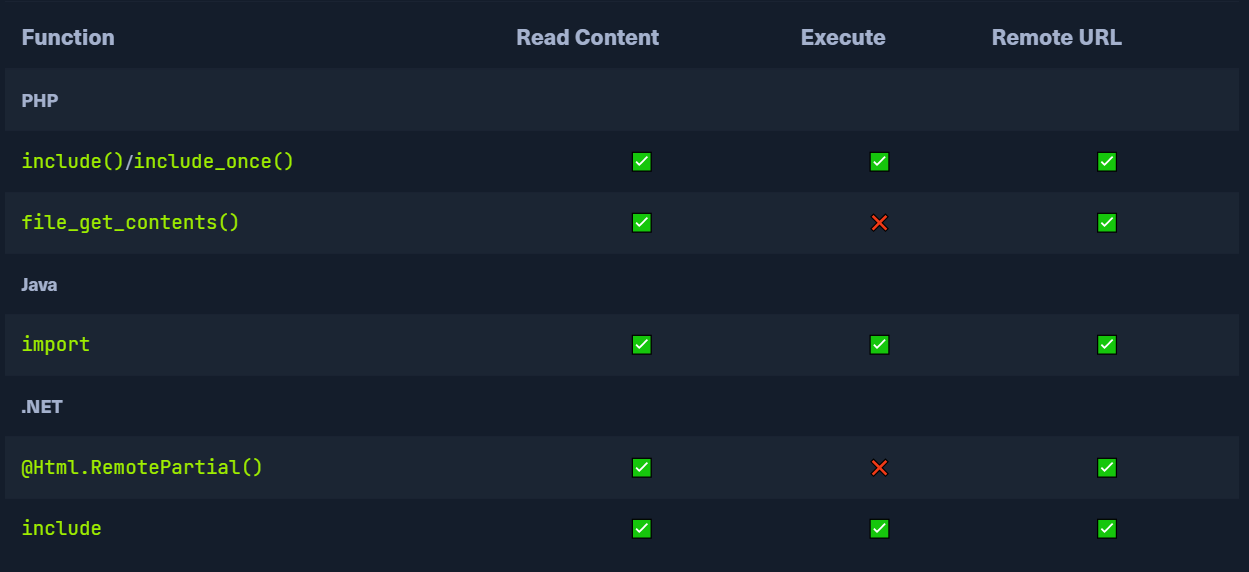 Function Read Content Execute Remote URL
PHP
include()/include_once() ✅ ✅ ✅
file_get_contents() ✅ ❌ ✅
Java
import ✅ ✅ ✅
.NET
@Html.RemotePartial() ✅ ❌ ✅
include ✅ ✅ ✅